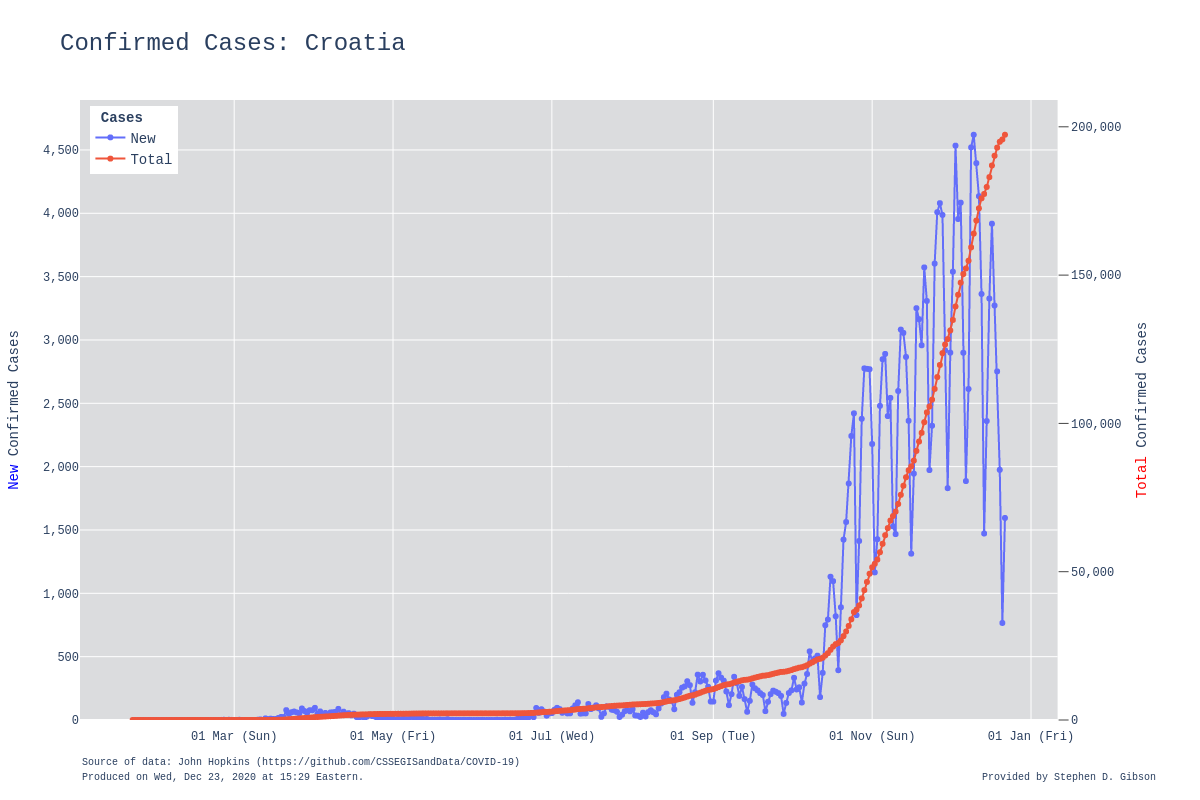 Confirmed Cases: Croatia
Cases
New
Total
4,500
4,000
3,500
3,000
2,500
2,000
1,500
1,000
500
0
New Confirmed Cases
200,000
150,000
100,000
50,000
0
Total Confirmed Cases
01 Mar (Sun)
01 May (Fri)
01 Jul (Wed)
01 Sep (Tue)
01 Nov (Sun)
01 Jan (Fri)
Source of data: John Hopkins (https://github.com/CSSEGISandData/COVID-19)
Produced on Wed, Dec 23, 2020 at 15:29 Eastern.
Provided by Stephen D. Gibson